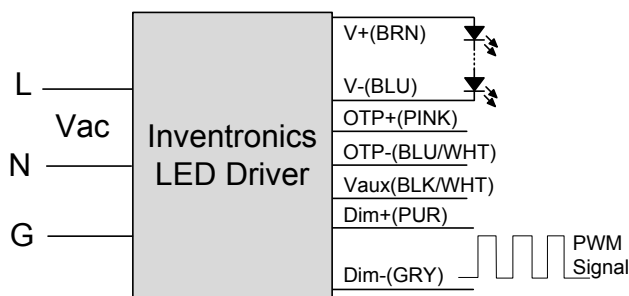 L
Vac
N
G
Inventronics
LED Driver
V+(BRN)
V-(BLU)
OTP+(PINK)
OTP-(BLU/WHT)
Vaux(BLK/WHT)
Dim+(PUR)
Dim-(GRY)
PWM
Signal